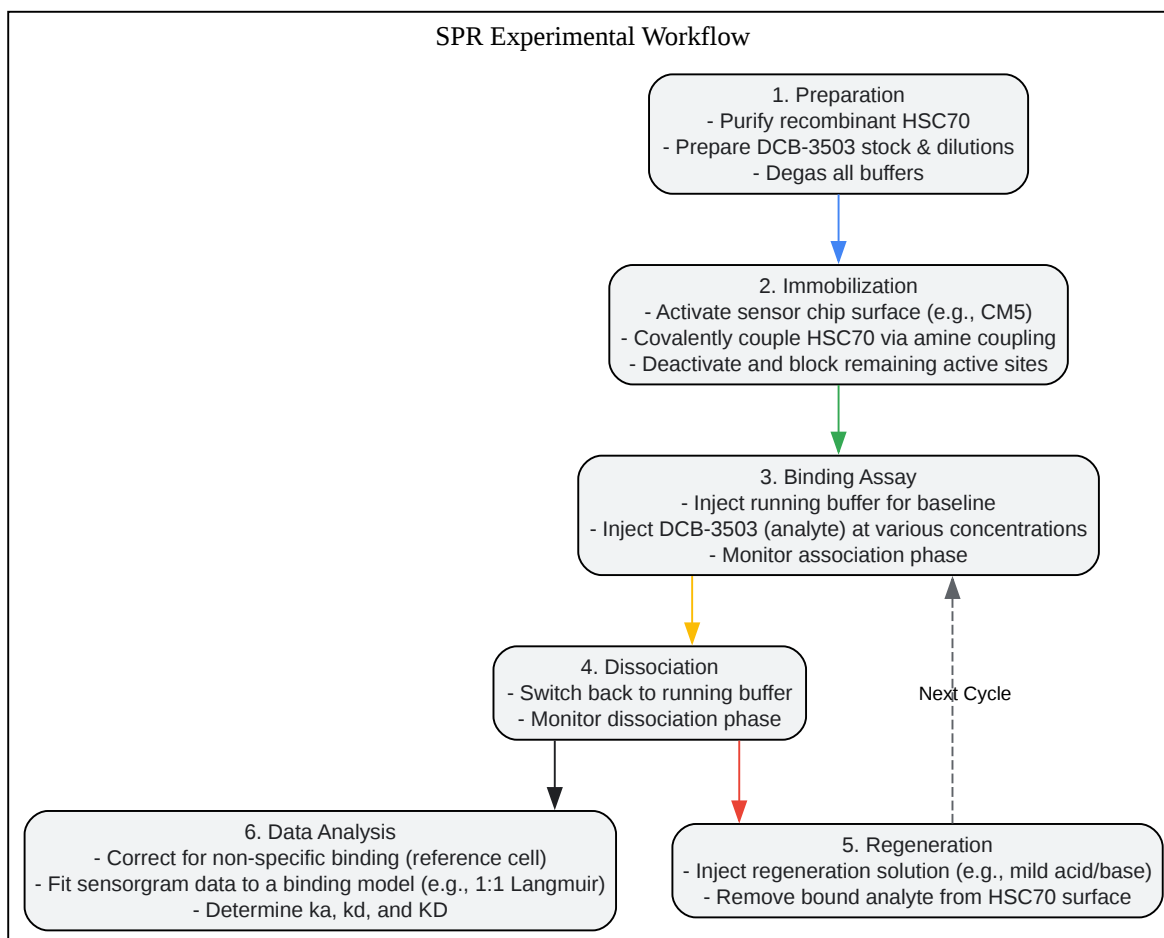 SPR Experimental Workflow
1. Preparation
- Purify recombinant HSC70
- Prepare DCB-3503 stock & dilutions
- Degas all buffers
2. Immobilization
- Activate sensor chip surface (e.g., CM5)
- Covalently couple HSC70 via amine coupling
- Deactivate and block remaining active sites
3. Binding Assay
- Inject running buffer for baseline
- Inject DCB-3503 (analyte) at various concentrations
- Monitor association phase
4. Dissociation
- Switch back to running buffer
- Monitor dissociation phase
Next Cycle
6. Data Analysis
- Correct for non-specific binding (reference cell)
- Fit sensorgram data to a binding model (e.g., 1:1 Langmuir)
- Determine ka, kd, and KD
5. Regeneration
- Inject regeneration solution (e.g., mild acid/base)
- Remove bound analyte from HSC70 surface